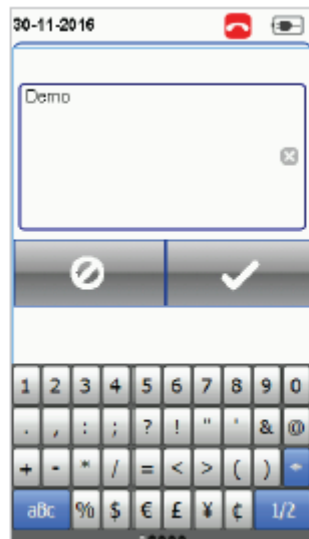 30-11-2016
Demo
1 2 3 4 5 6 7 8 9 0
. , : ; ? ! " ' & @
+ - * / = < > ( )
aBc % $ € £ ¥ ¢ 1/2